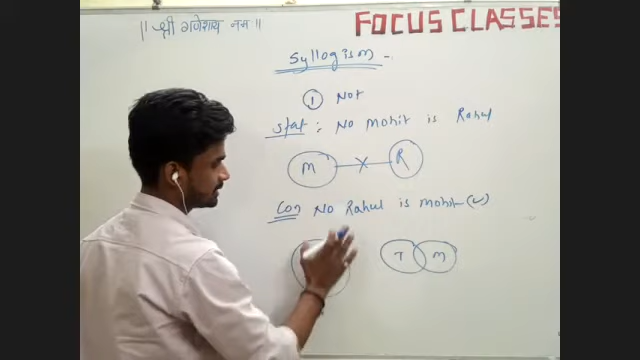 || श्री गणेशाय नमः ||
FOCUS CLASSES
Syllogism -
① Not
Stat : No Mohit is Rahul
M R
Con No Rahul is Mohit (✓)
T M